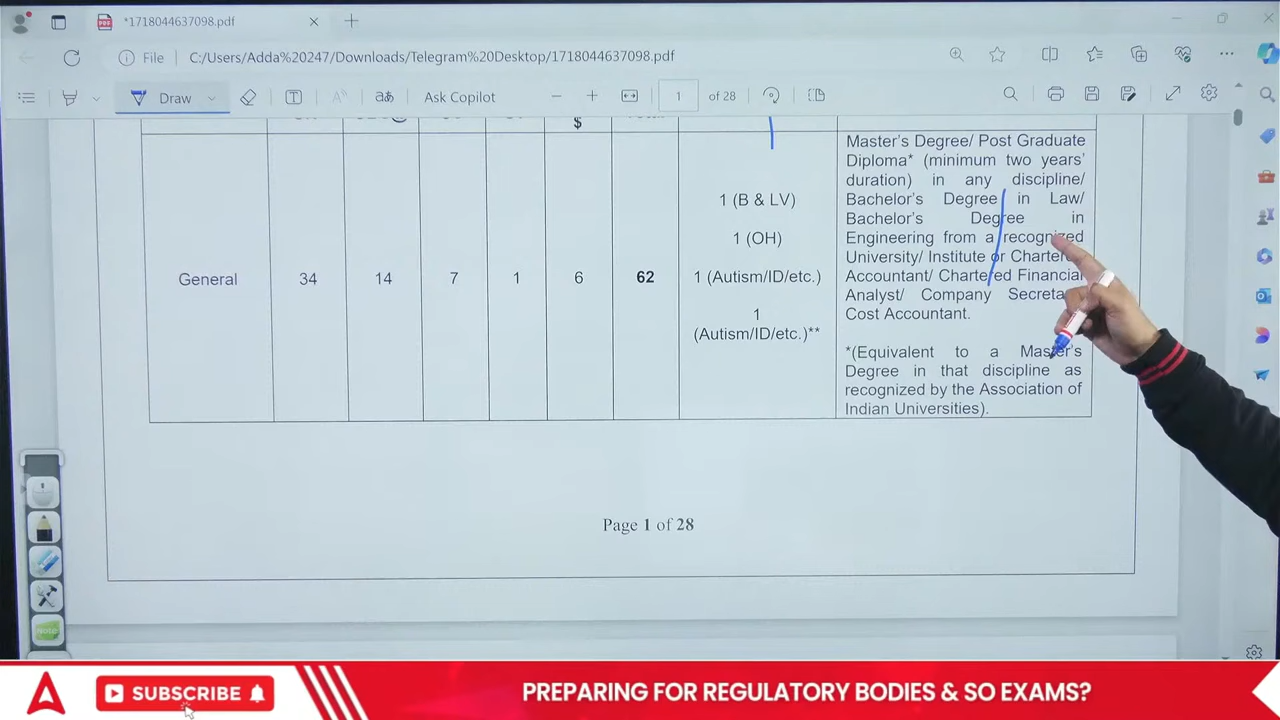 *1718044637098.pdf
File C:/Users/Adda%20247/Downloads/Telegram%20Desktop/1718044637098.pdf
Draw Ask Copilot 1 of 28
$
General 34 14 7 1 6 62
1 (B & LV)
1 (OH)
1 (Autism/ID/etc.)
1
(Autism/ID/etc.)**
Master's Degree/ Post Graduate
Diploma* (minimum two years'
duration) in any discipline/
Bachelor's Degree in Law/
Bachelor's Degree in
Engineering from a recognized
University/ Institute or
Accountant/ Chartered Financial
Analyst/ Company
Cost Accountant.
*(Equivalent to a Master's
Degree in that discipline as
recognized by the Association of
Indian Universities).
Page 1 of 28
Note
SUBSCRIBE
PREPARING FOR REGULATORY BODIES & SO EXAMS?